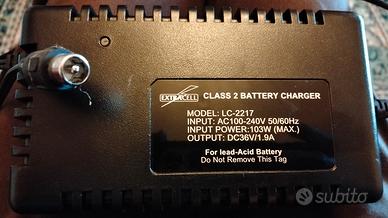 EXTRACELL
CLASS 2 BATTERY CHARGER
MODEL: LC-2217
INPUT: AC100-240V 50/60Hz
INPUT POWER:103W (MAX.)
OUTPUT: DC36V/1.9A
For lead-Acid Battery
Do Not Remove This Tag
subito